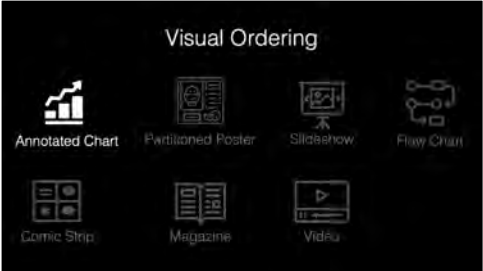 Visual Ordering
Annotated Chart
Partitioned Poster
Slideshow
Flow Chart
Comic Strip
Magazine
Video